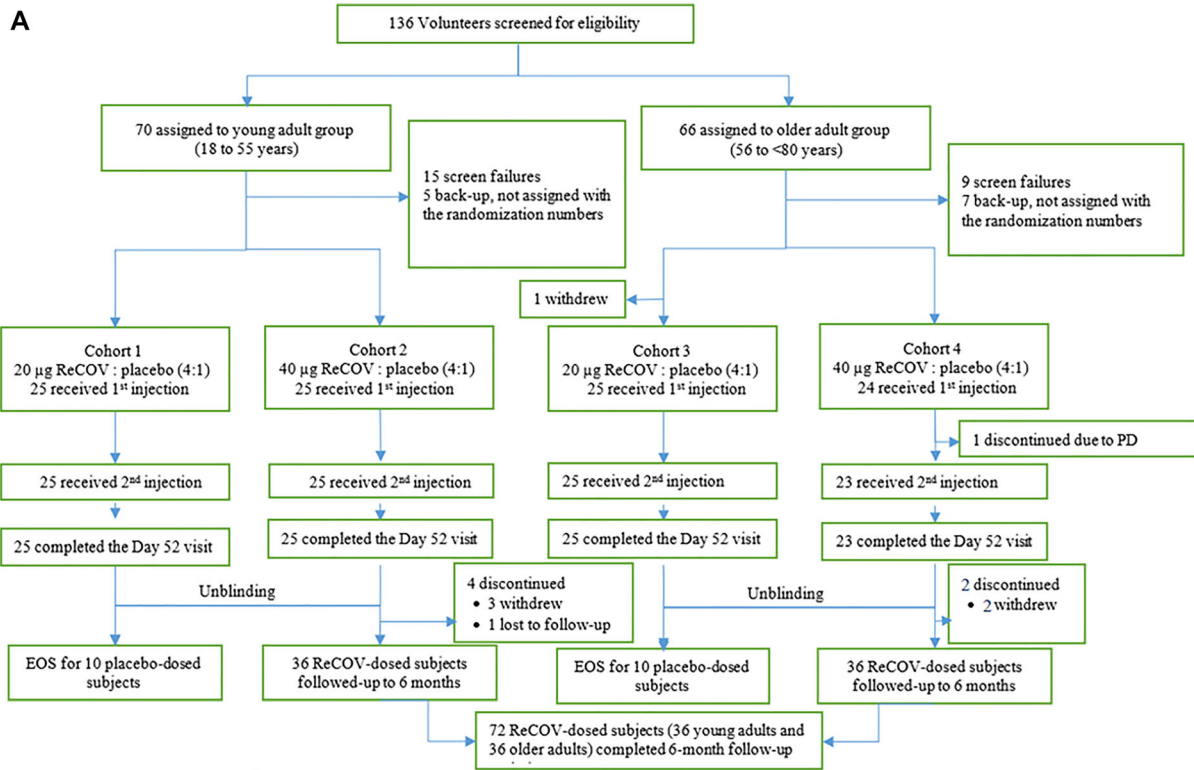 A
136 Volunteers screened for eligibility
70 assigned to young adult group
(18 to 55 years)
66 assigned to older adult group
(56 to <80 years)
15 screen failures
5 back-up, not assigned with
the randomization numbers
9 screen failures
7 back-up, not assigned with
the randomization numbers
1 withdrew
Cohort 1
20 µg ReCOV : placebo (4:1)
25 received 1st injection
Cohort 2
40 µg ReCOV : placebo (4:1)
25 received 1st injection
Cohort 3
20 µg ReCOV : placebo (4:1)
25 received 1st injection
Cohort 4
40 µg ReCOV : placebo (4:1)
24 received 1st injection
1 discontinued due to PD
25 received 2nd injection
25 received 2nd injection
25 received 2nd injection
23 received 2nd injection
25 completed the Day 52 visit
25 completed the Day 52 visit
25 completed the Day 52 visit
23 completed the Day 52 visit
Unblinding
4 discontinued
• 3 withdrew
• 1 lost to follow-up
Unblinding
2 discontinued
• 2 withdrew
EOS for 10 placebo-dosed
subjects
36 ReCOV-dosed subjects
followed-up to 6 months
EOS for 10 placebo-dosed
subjects
36 ReCOV-dosed subjects
followed-up to 6 months
72 ReCOV-dosed subjects (36 young adults and
36 older adults) completed 6-month follow-up